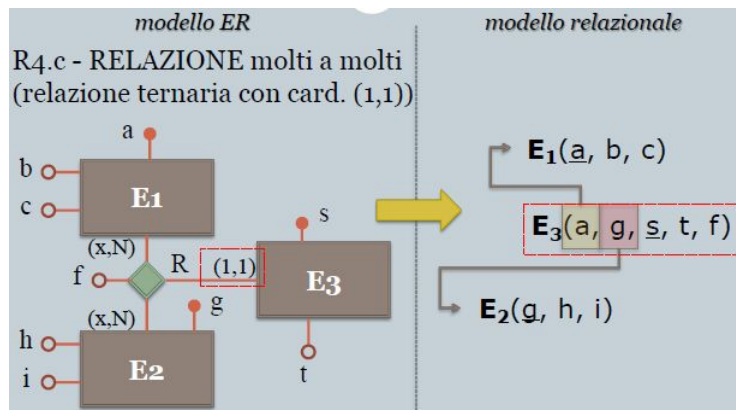 modello ER
modello relazionale
R4.c - RELAZIONE molti a molti
(relazione ternaria con card. (1,1))
a
b
c
E1
(x,N)
f
R
(1,1)
s
E3
t
(x,N)
g
h
i
E2
E1(a, b, c)
E3(a, g, s, t, f)
E2(g, h, i)